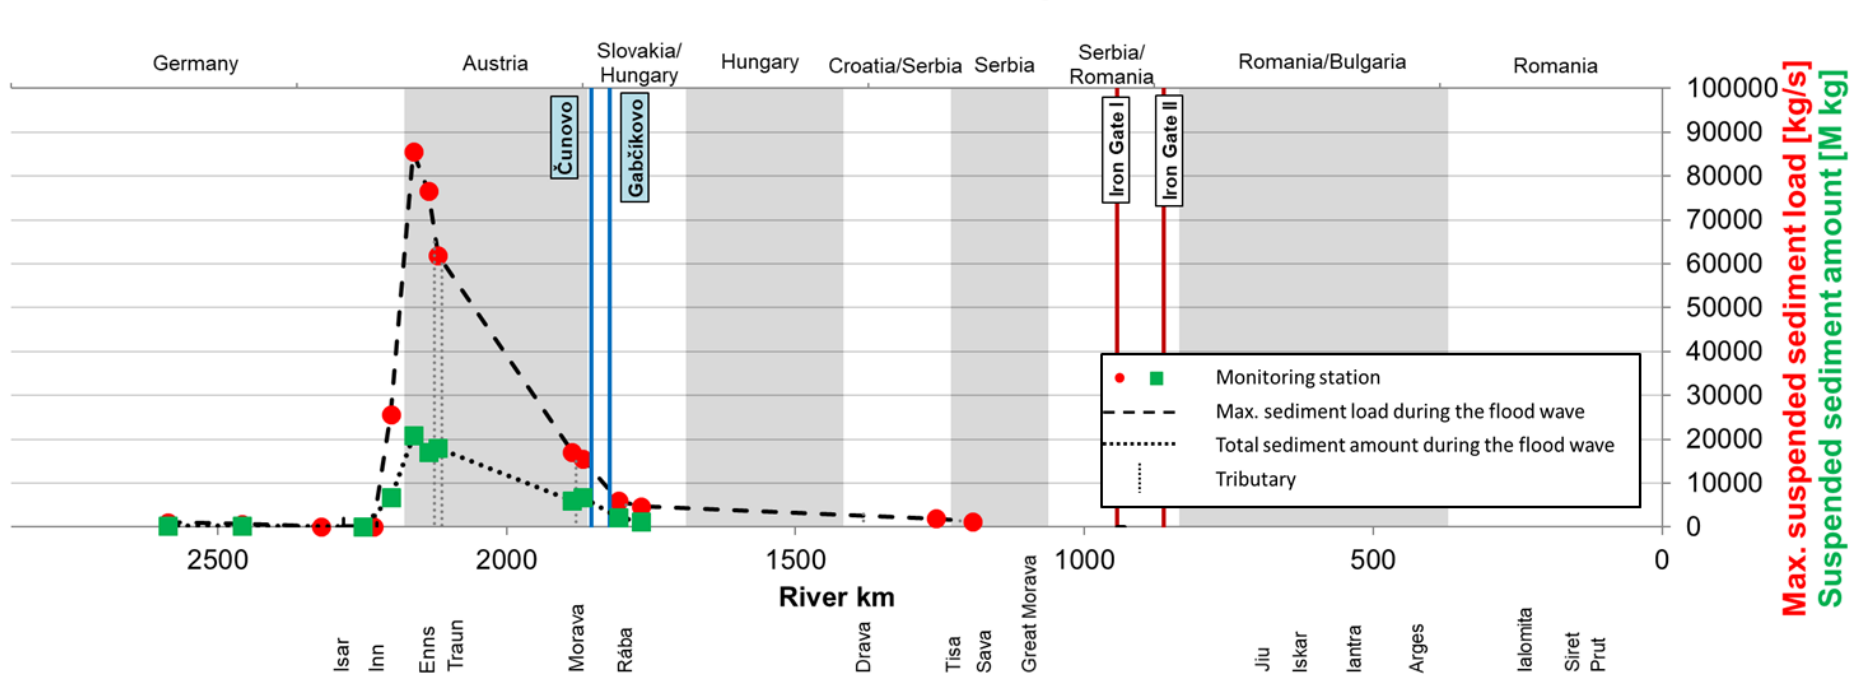 Germany
Austria
Slovakia/
Hungary
Hungary
Croatia/Serbia
Serbia
Serbia/
Romania
Romania/Bulgaria
Romania
Čunovo
Gabčíkovo
Iron Gate I
Iron Gate II
100000
90000
80000
70000
60000
50000
40000
30000
20000
10000
0
Max. suspended sediment load [kg/s]
Suspended sediment amount [M kg]
Monitoring station
Max. sediment load during the flood wave
Total sediment amount during the flood wave
Tributary
2500
2000
1500
1000
500
0
River km
Isar
Inn
Enns
Traun
Morava
Rába
Drava
Tisa
Sava
Great Morava
Jiu
Iskar
Iantra
Arges
Ialomita
Siret
Prut